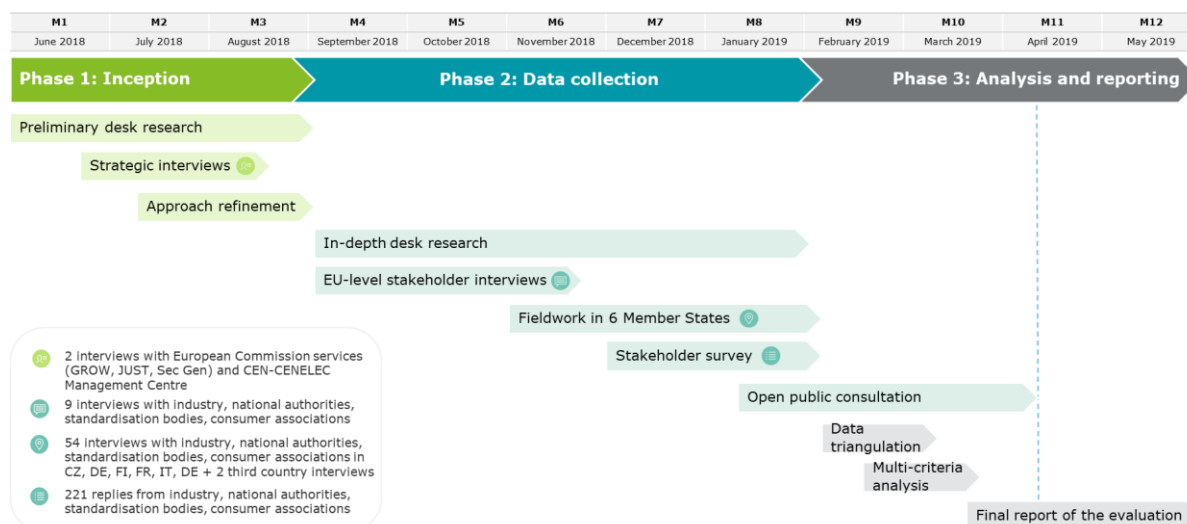 M1 M2 M3 M4 M5 M6 M7 M8 M9 M10 M11 M12
June 2018 July 2018 August 2018 September 2018 October 2018 November 2018 December 2018 January 2019 February 2019 March 2019 April 2019 May 2019
Phase 1: Inception Phase 2: Data collection Phase 3: Analysis and reporting
Preliminary desk research
Strategic interviews
Approach refinement
In-depth desk research
EU-level stakeholder interviews
Fieldwork in 6 Member States
Stakeholder survey
Open public consultation
Data
triangulation
Multi-criteria
analysis
Final report of the evaluation
2 interviews with European Commission services
(GROW, JUST, Sec Gen) and CEN-CENELEC
Management Centre
9 interviews with industry, national authorities,
standardisation bodies, consumer associations
54 interviews with industry, national authorities,
standardisation bodies, consumer associations in
CZ, DE, FI, FR, IT, DE + 2 third country interviews
221 replies from industry, national authorities,
standardisation bodies, consumer associations